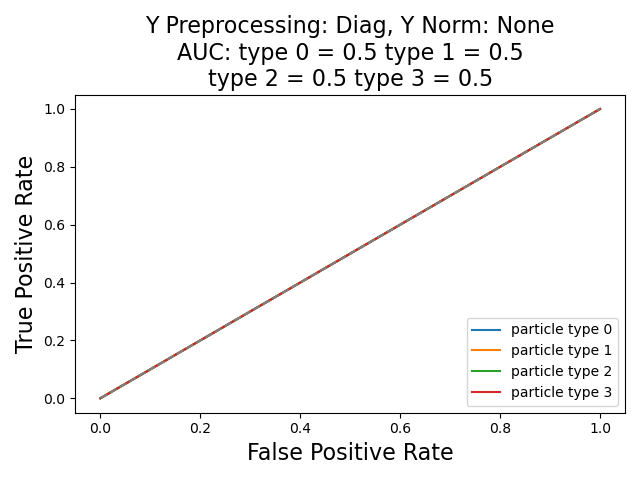 Y Preprocessing: Diag, Y Norm: None
AUC: type 0 = 0.5 type 1 = 0.5
type 2 = 0.5 type 3 = 0.5
True Positive Rate
1.0
0.8
0.6
0.4
0.2
0.0
particle type 0
particle type 1
particle type 2
particle type 3
0.0 0.2 0.4 0.6 0.8 1.0
False Positive Rate